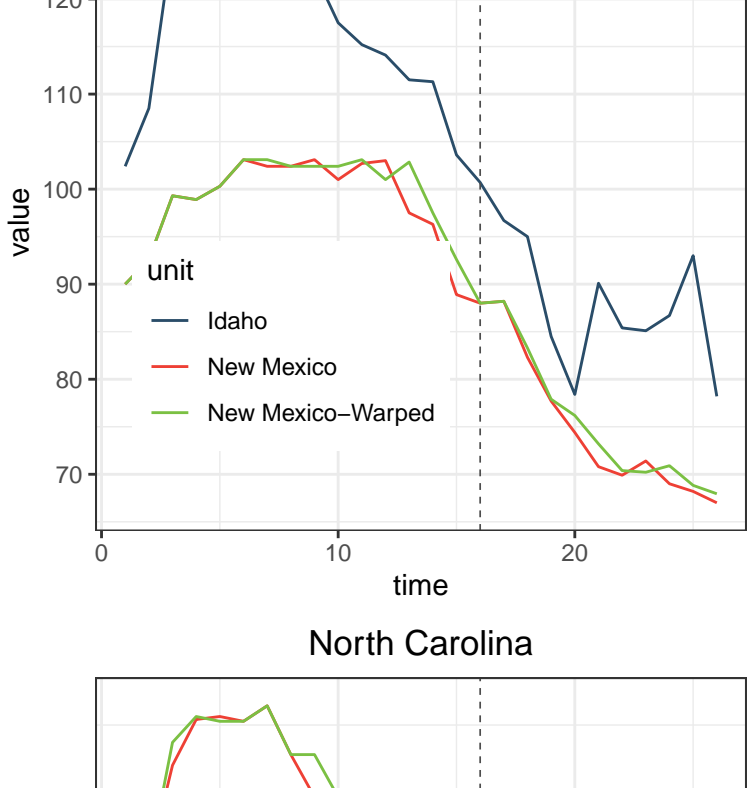 120
110
100
90
80
70
value
unit
Idaho
New Mexico
New Mexico−Warped
0 10 20
time
North Carolina